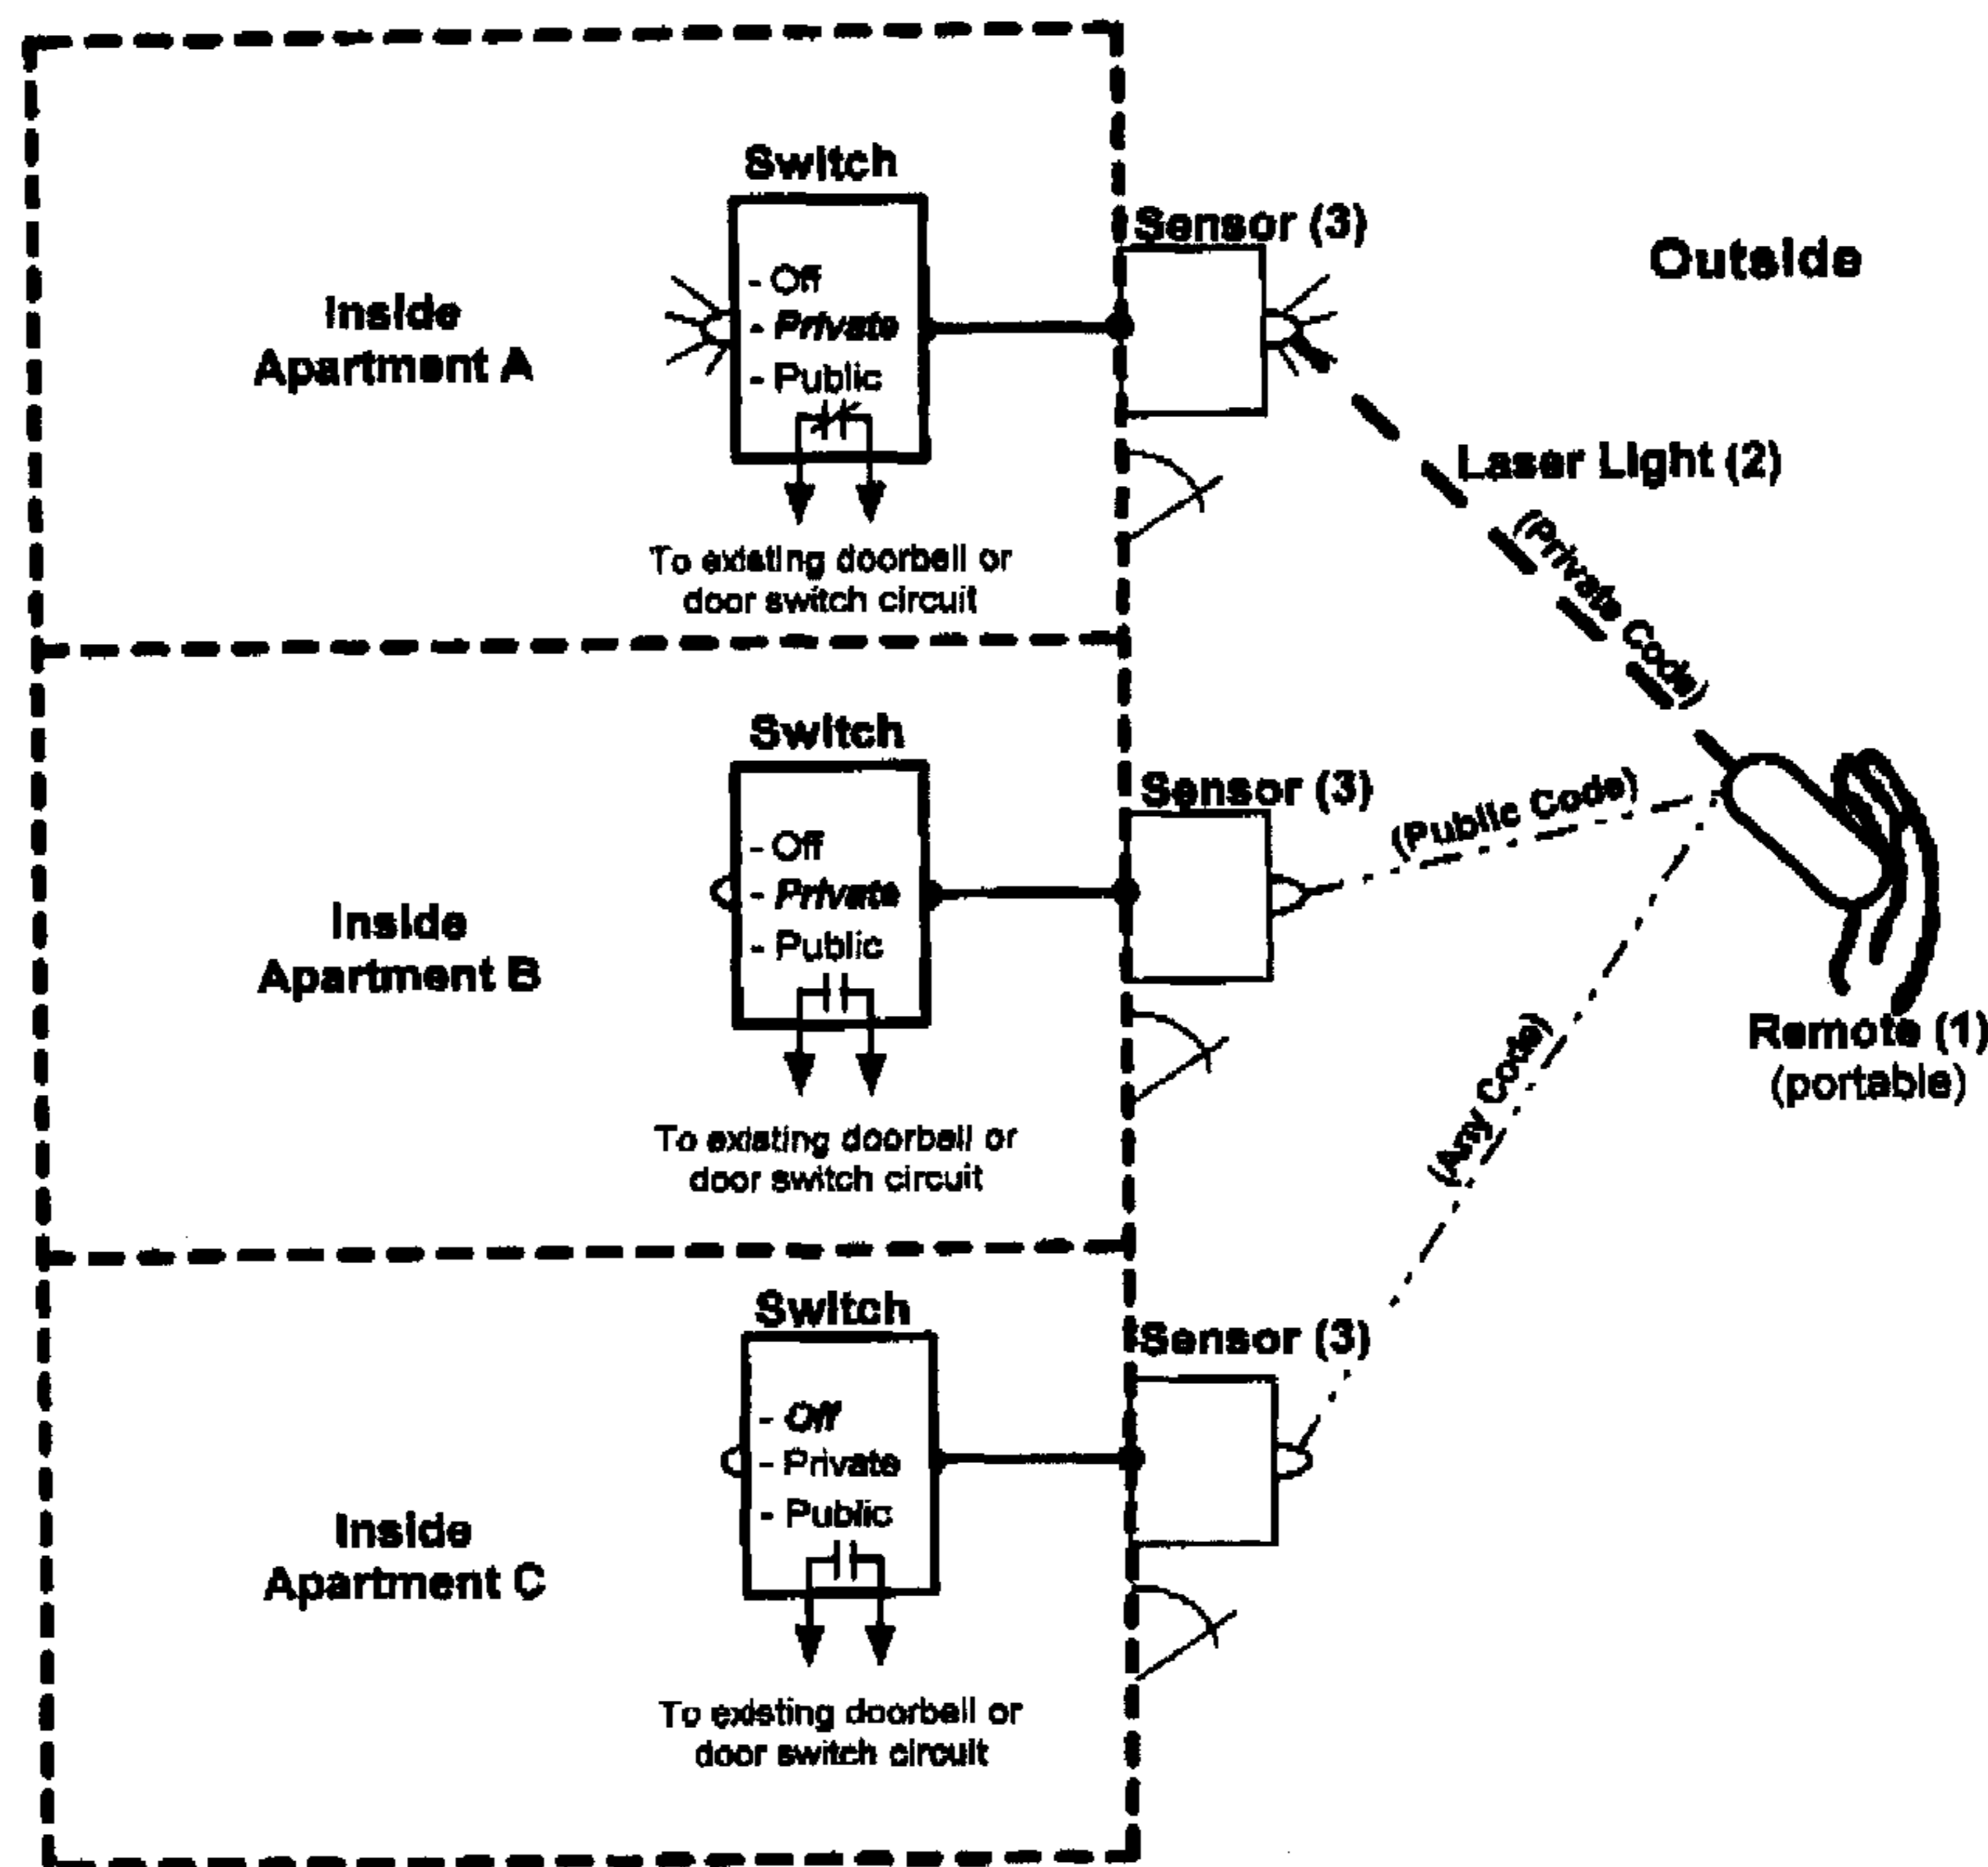 Switch
Sensor (3)
Outside
- Off
Inside
- Private
Apartment A
- Public
Laser Light (2)
(Private Code)
To existing doorbell or
door switch circuit
Switch
Sensor (3)
(Public Code)
- Off
- Private
Inside
Apartment B
- Public
Remote (1)
(portable)
(Any Code)
To existing doorbell or
door switch circuit
Switch
Sensor (3)
- Off
- Private
- Public
Inside
Apartment C
To existing doorbell or
door switch circuit